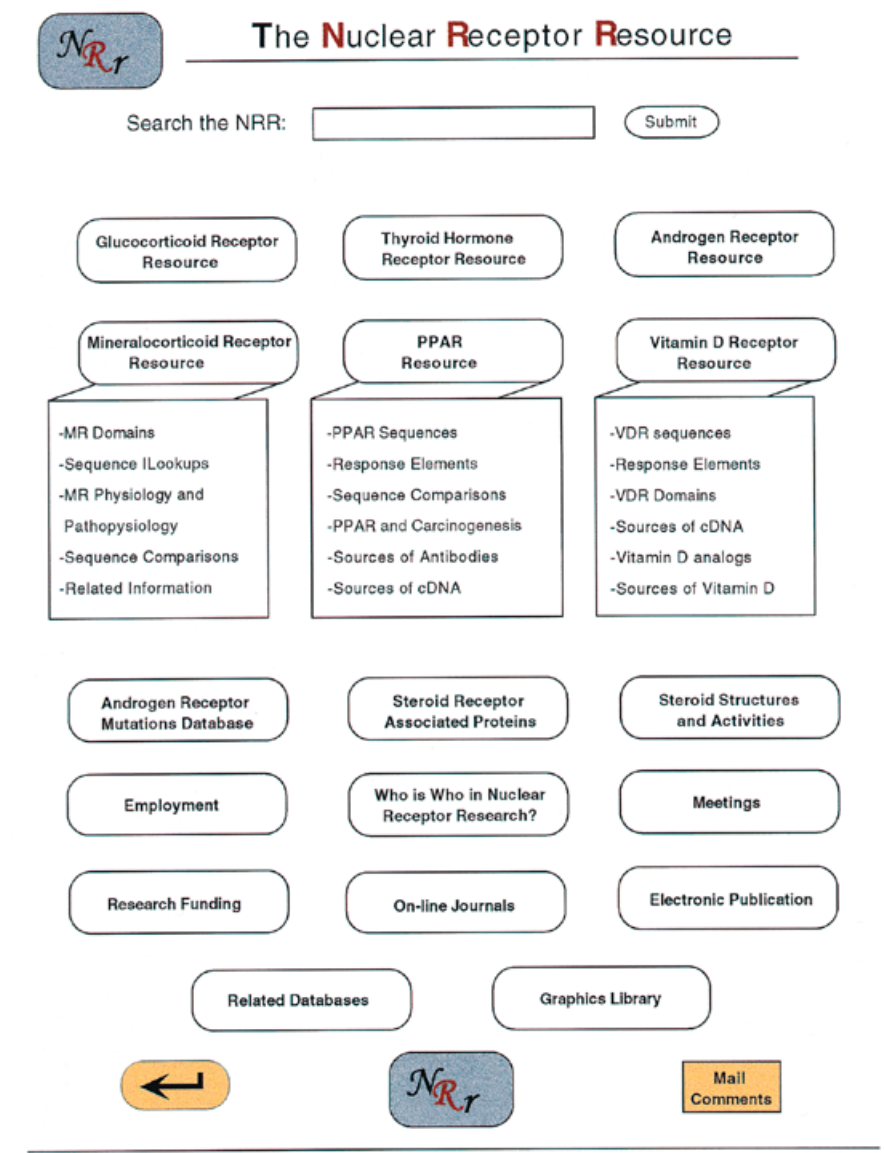 NRr
The Nuclear Receptor Resource
Search the NRR:
Submit
Glucocorticoid Receptor
Resource
Thyroid Hormone
Receptor Resource
Androgen Receptor
Resource
Mineralocorticoid Receptor
Resource
PPAR
Resource
Vitamin D Receptor
Resource
-MR Domains
-Sequence lLookups
-MR Physiology and
Pathopysiology
-Sequence Comparisons
-Related Information
-PPAR Sequences
-Response Elements
-Sequence Comparisons
-PPAR and Carcinogenesis
-Sources of Antibodies
-Sources of cDNA
-VDR sequences
-Response Elements
-VDR Domains
-Sources of cDNA
-Vitamin D analogs
-Sources of Vitamin D
Androgen Receptor
Mutations Database
Steroid Receptor
Associated Proteins
Steroid Structures
and Activities
Employment
Who is Who in Nuclear
Receptor Research?
Meetings
Research Funding
On-line Journals
Electronic Publication
Related Databases
Graphics Library
NRr
Mail
Comments